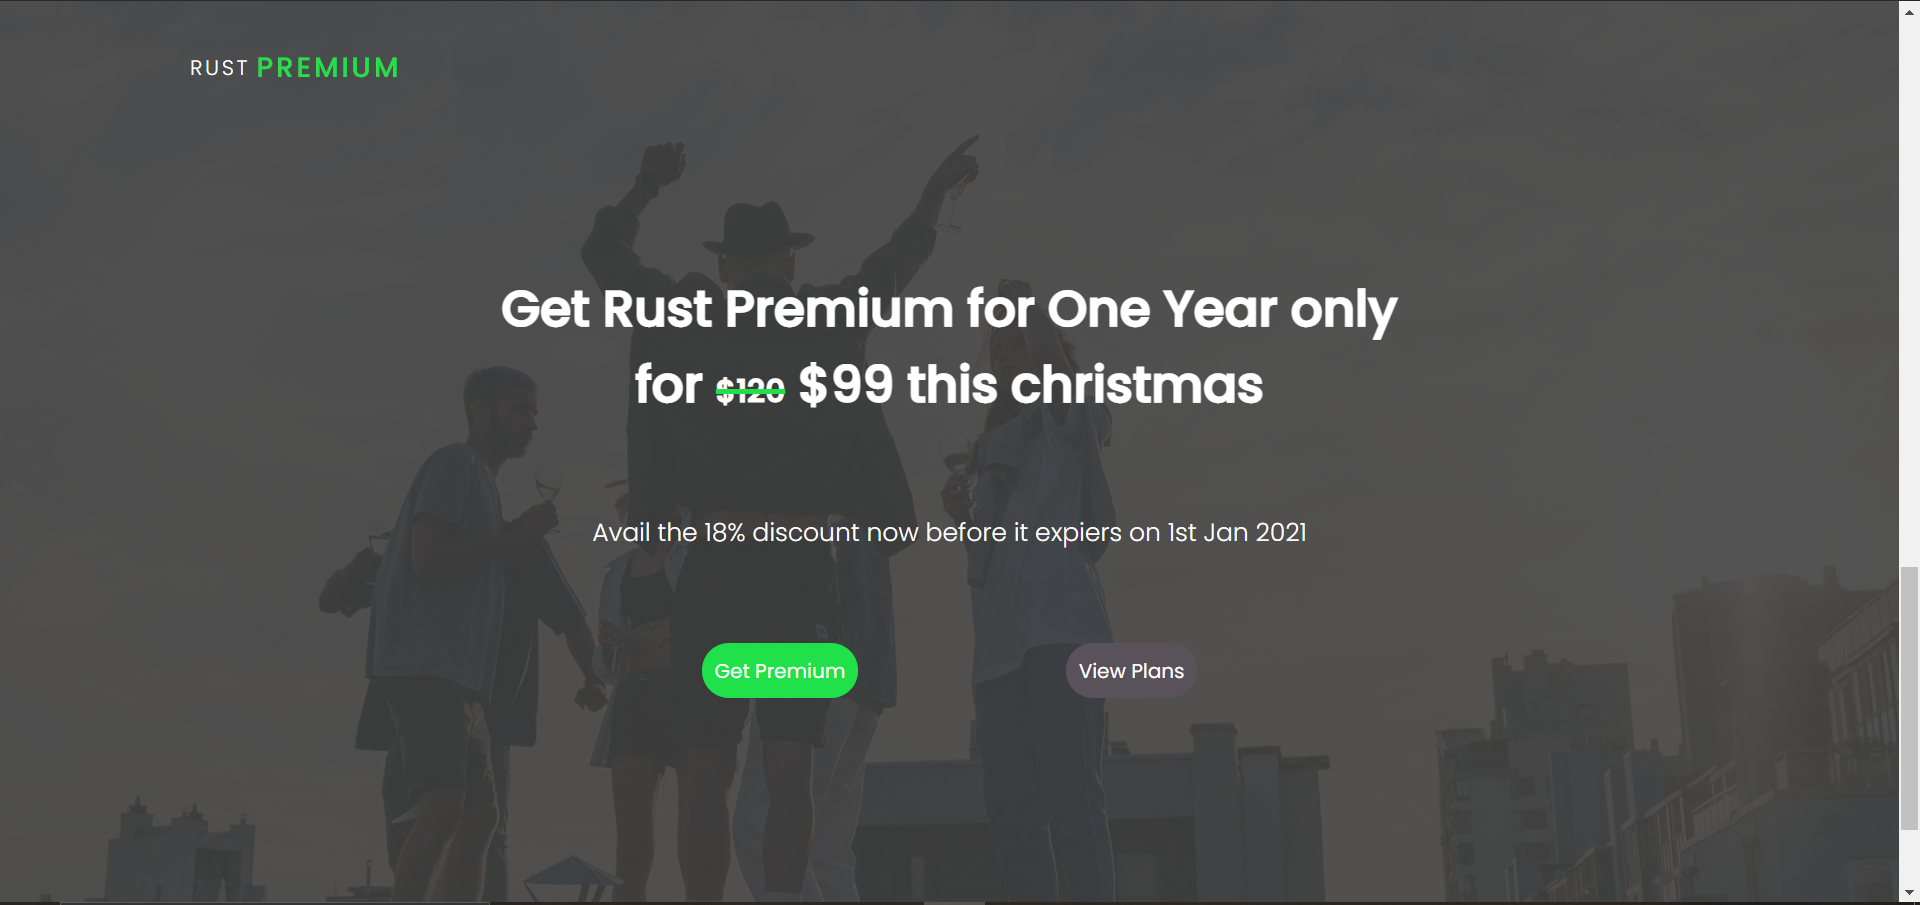 RUST PREMIUM
Get Rust Premium for One Year only
for $120 $99 this christmas
Avail the 18% discount now before it expiers on 1st Jan 2021
Get Premium
View Plans